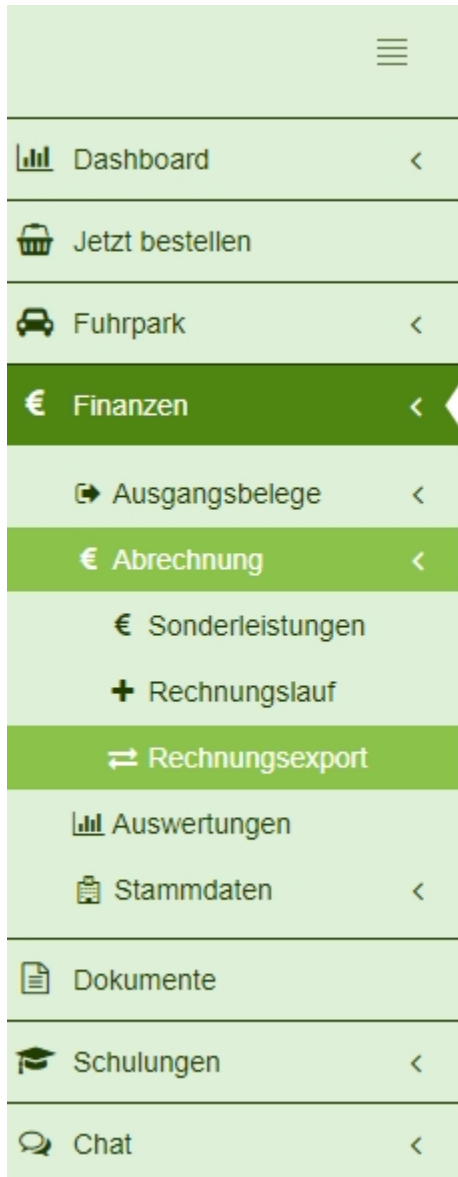 Dashboard
Jetzt bestellen
Fuhrpark
€ Finanzen
Ausgangsbelege
€ Abrechnung
€ Sonderleistungen
Rechnungslauf
Rechnungsexport
Auswertungen
Stammdaten
Dokumente
Schulungen
Chat